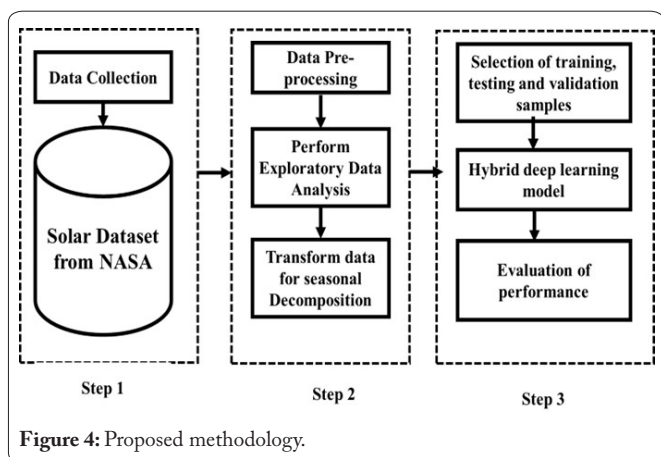 Data Collection
Solar Dataset
from NASA
Step 1
Data Pre-
processing
Perform
Exploratory Data
Analysis
Transform data
for seasonal
Decomposition
Step 2
Selection of training,
testing and validation
samples
Hybrid deep learning
model
Evaluation of
performance
Step 3
Figure 4: Proposed methodology.